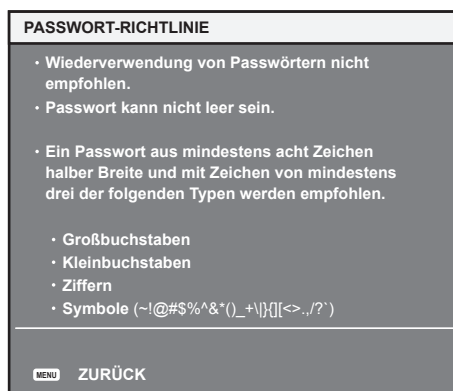 PASSWORT-RICHTLINIE
· Wiederverwendung von Passwörtern nicht
empfohlen.
· Passwort kann nicht leer sein.
· Ein Passwort aus mindestens acht Zeichen
halber Breite und mit Zeichen von mindestens
drei der folgenden Typen werden empfohlen.
· Großbuchstaben
· Kleinbuchstaben
· Ziffern
· Symbole (~!@#$%^&*()_+\|}{][<>.,/?`)
MENU ZURÜCK